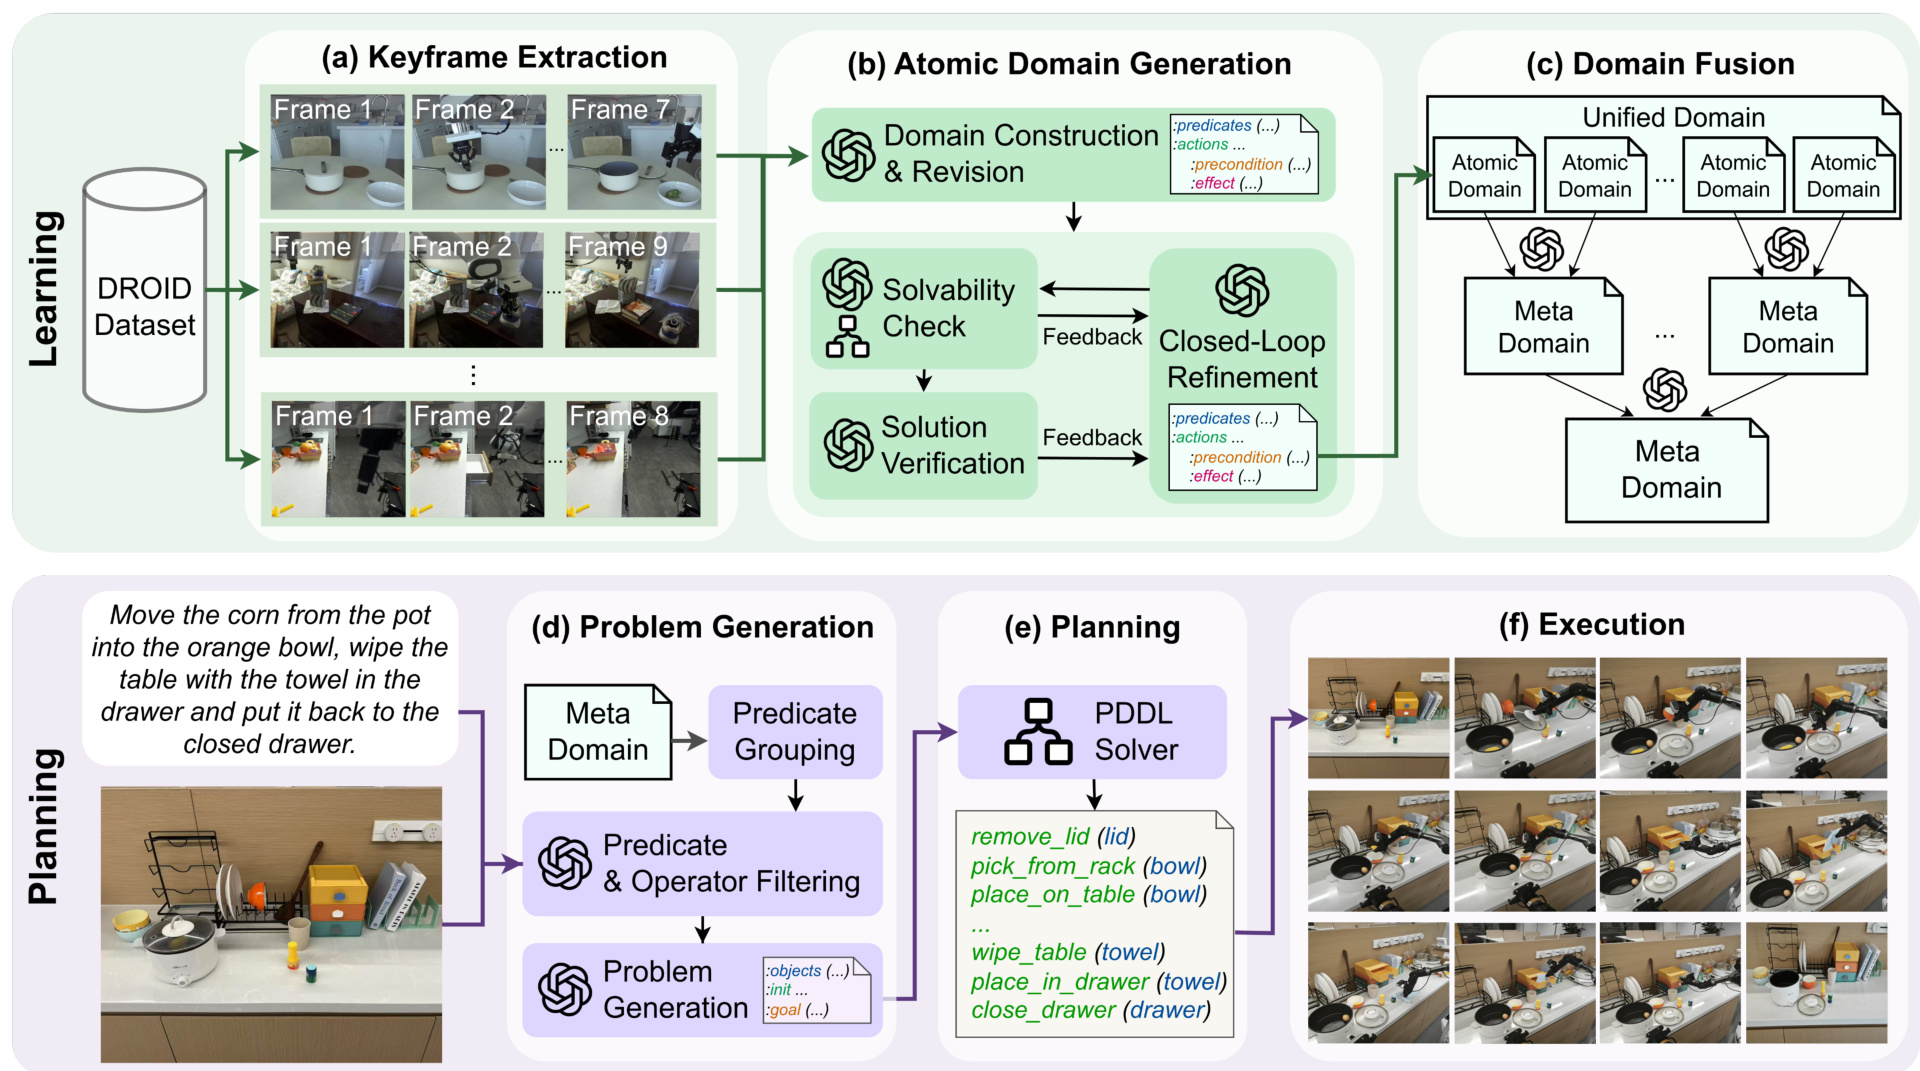 Learning
DROID
Dataset
(a) Keyframe Extraction
Frame 1
Frame 2
Frame 7
...
Frame 1
Frame 2
Frame 9
...
...
Frame 1
Frame 2
Frame 8
...
(b) Atomic Domain Generation
Domain Construction
& Revision
:predicates (...)
:actions ...
:precondition (...)
:effect (...)
Solvability
Check
Feedback
Closed-Loop
Refinement
Solution
Verification
Feedback
:predicates (...)
:actions ...
:precondition (...)
:effect (...)
(c) Domain Fusion
Unified Domain
Atomic
Domain
Atomic
Domain
...
Atomic
Domain
Atomic
Domain
Meta
Domain
...
Meta
Domain
Meta
Domain
Planning
Move the corn from the pot
into the orange bowl, wipe the
table with the towel in the
drawer and put it back to the
closed drawer.
(d) Problem Generation
Meta
Domain
Predicate
Grouping
Predicate
& Operator Filtering
Problem
Generation
:objects (...)
:init ...
:goal (...)
(e) Planning
PDDL
Solver
remove_lid (lid)
pick_from_rack (bowl)
place_on_table (bowl)
...
wipe_table (towel)
place_in_drawer (towel)
close_drawer (drawer)
(f) Execution